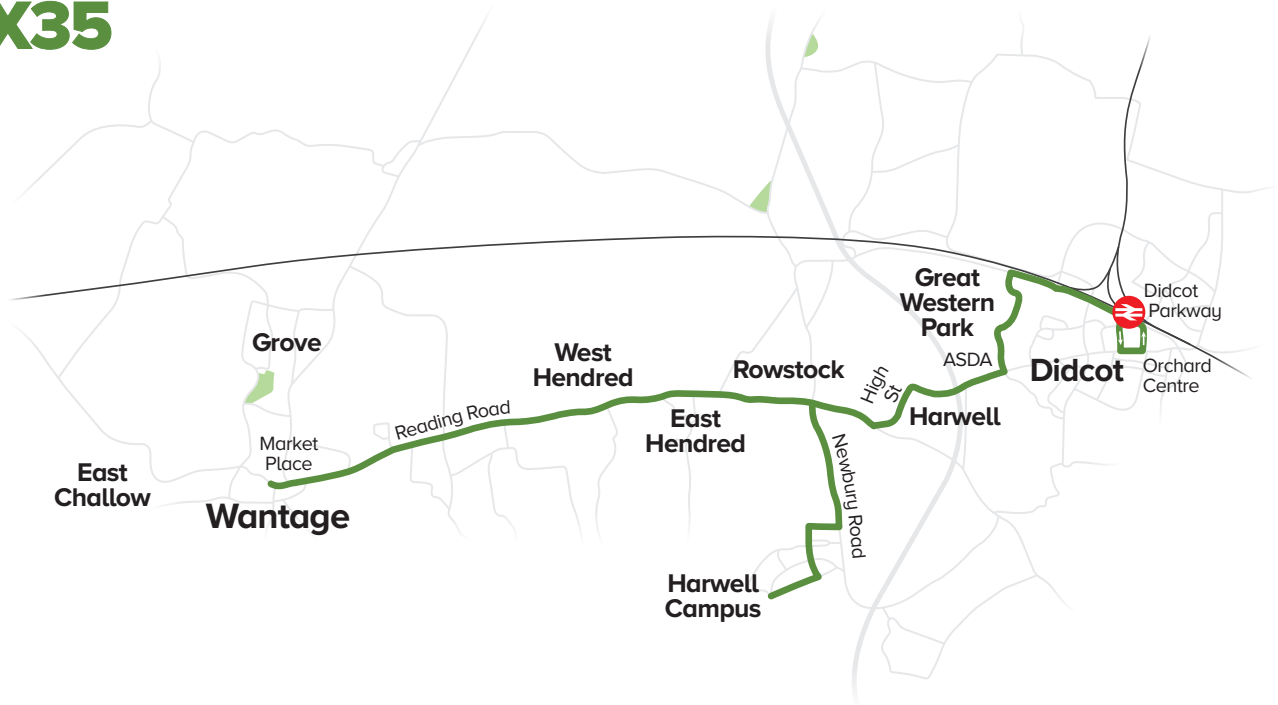 X35
Great
Western
Park
Didcot
Parkway
Grove
West
Hendred
Rowstock
High
St
ASDA
Didcot
Orchard
Centre
Reading Road
East
Hendred
Harwell
Market
Place
Newbury Road
East
Challow
Wantage
Harwell
Campus